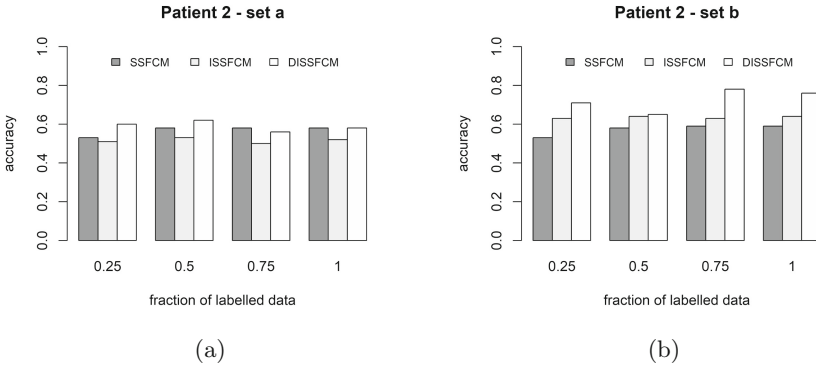 Patient 2 - set a
SSFCM ISSFCM DISSFCM
accuracy
0.0 0.2 0.4 0.6 0.8 1.0
0.25 0.5 0.75 1
fraction of labelled data
(a)
Patient 2 - set b
SSFCM ISSFCM DISSFCM
accuracy
0.0 0.2 0.4 0.6 0.8 1.0
0.25 0.5 0.75 1
fraction of labelled data
(b)